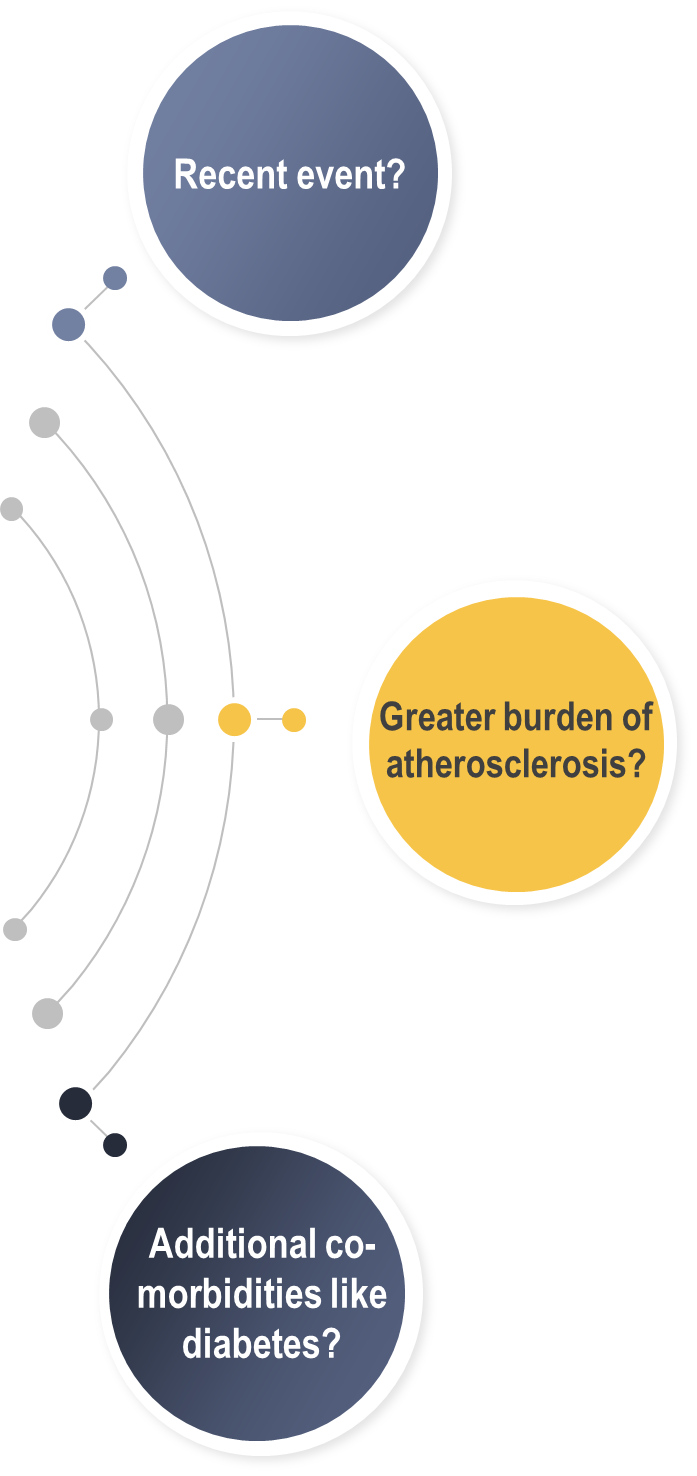 Recent event?
Greater burden of
atherosclerosis?
Additional co-
morbidities like
diabetes?